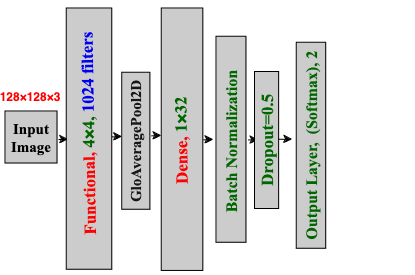 128×128×3
Input
Image
Functional, 4×4, 1024 filters
GloAveragePool2D
Dense, 1×32
Batch Normalization
Dropout=0.5
Output Layer, (Softmax), 2